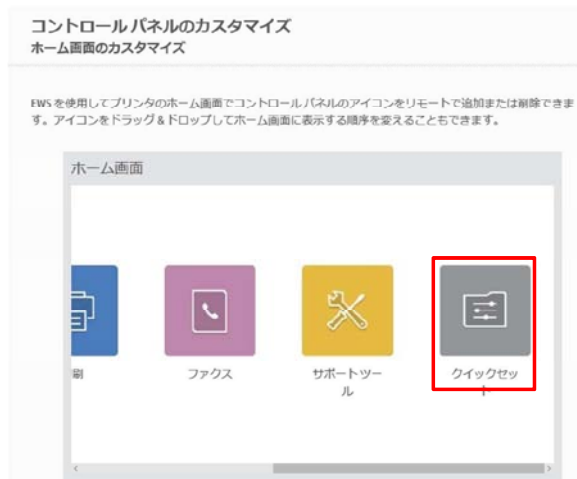 コントロールパネルのカスタマイズ
ホーム画面のカスタマイズ
EWSを使用してプリンタのホーム画面でコントロールパネルのアイコンをリモートで追加または削除できま
す。アイコンをドラッグ&ドロップしてホーム画面に表示する順序を変えることもできます。
ホーム画面
刷
ファクス
サポートツー
ル
クイックセッ
ト